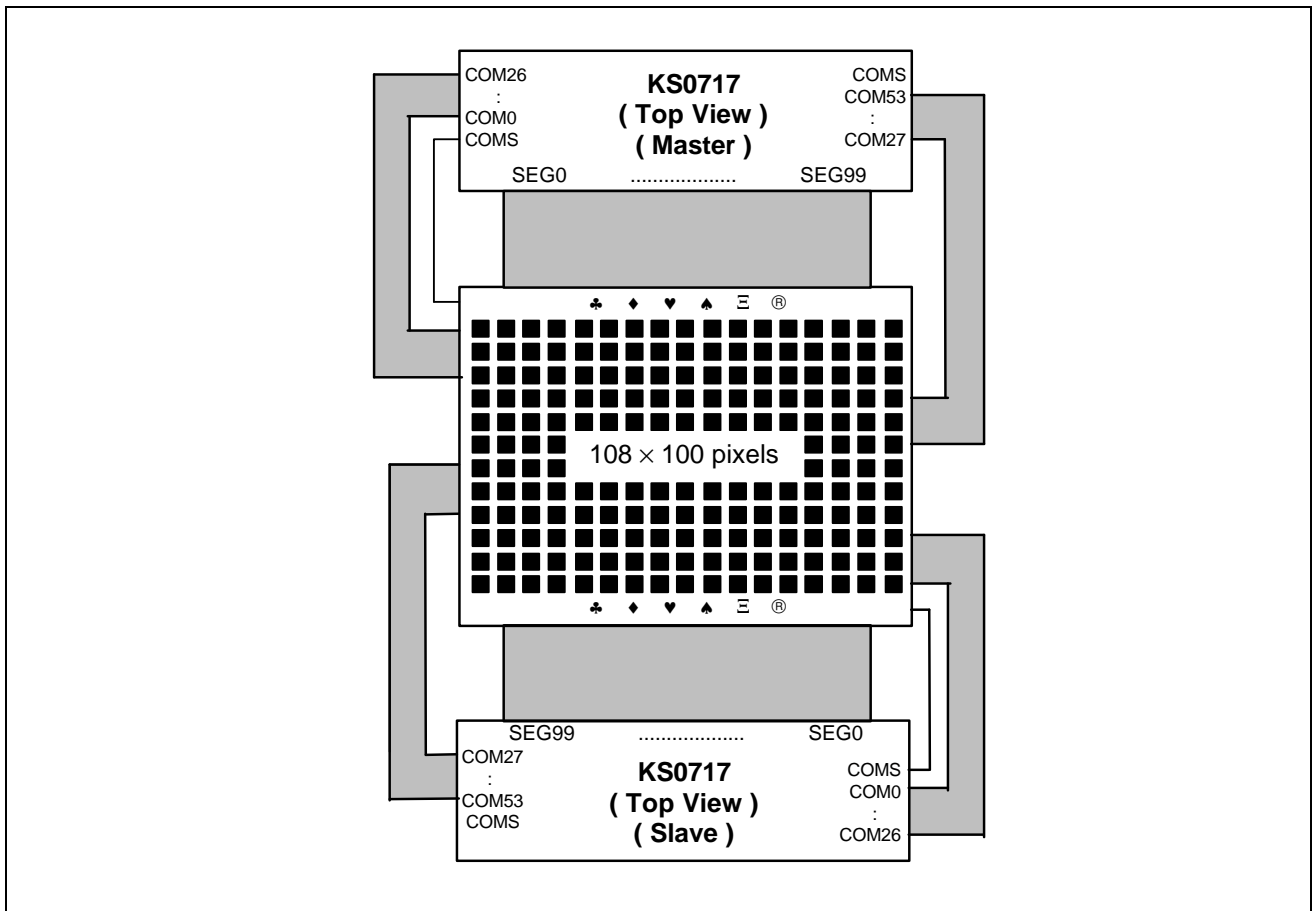 COM26
:
COM0
COMS
KS0717
( Top View )
( Master )
COMS
COM53
:
COM27
SEG0 ................... SEG99
♣ ♦ ♥ ♠ Ξ ®
108 × 100 pixels
♣ ♦ ♥ ♠ Ξ ®
SEG99 ................... SEG0
COM27
:
COM53
COMS
KS0717
( Top View )
( Slave )
COMS
COM0
:
COM26